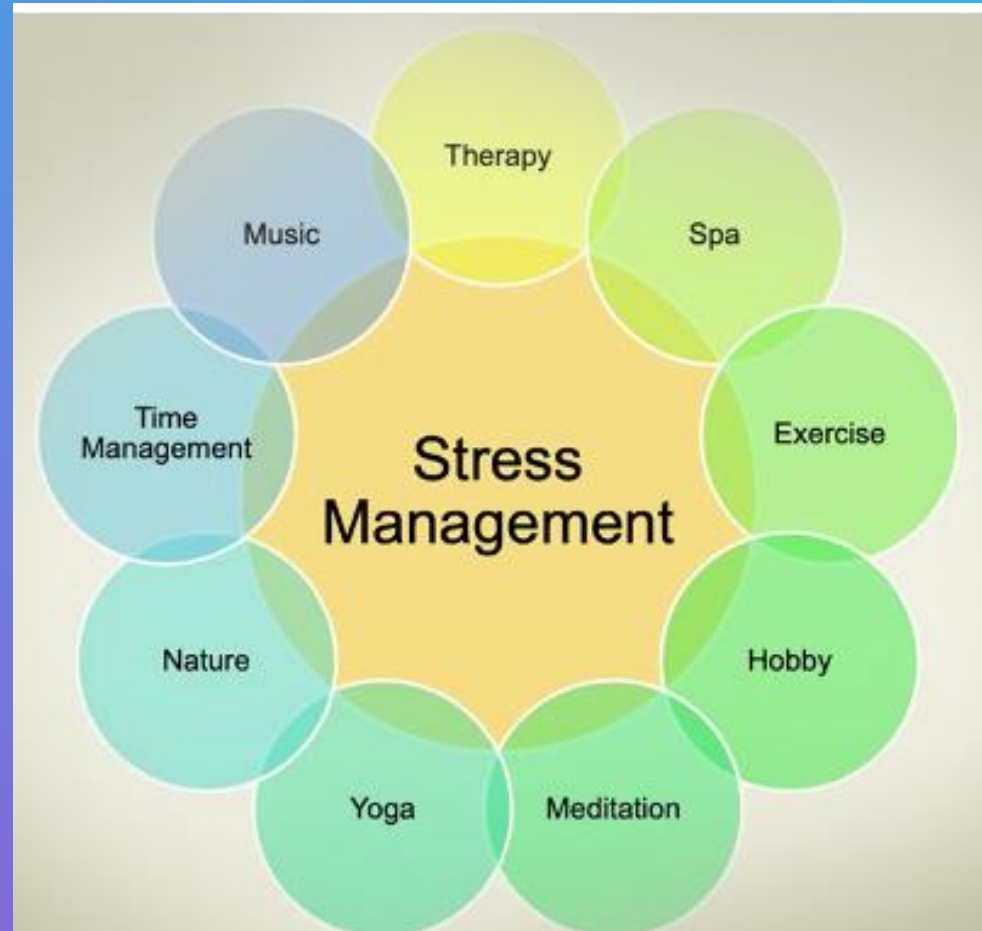 Therapy
Spa
Exercise
Hobby
Meditation
Yoga
Nature
Time
Management
Music
Stress
Management